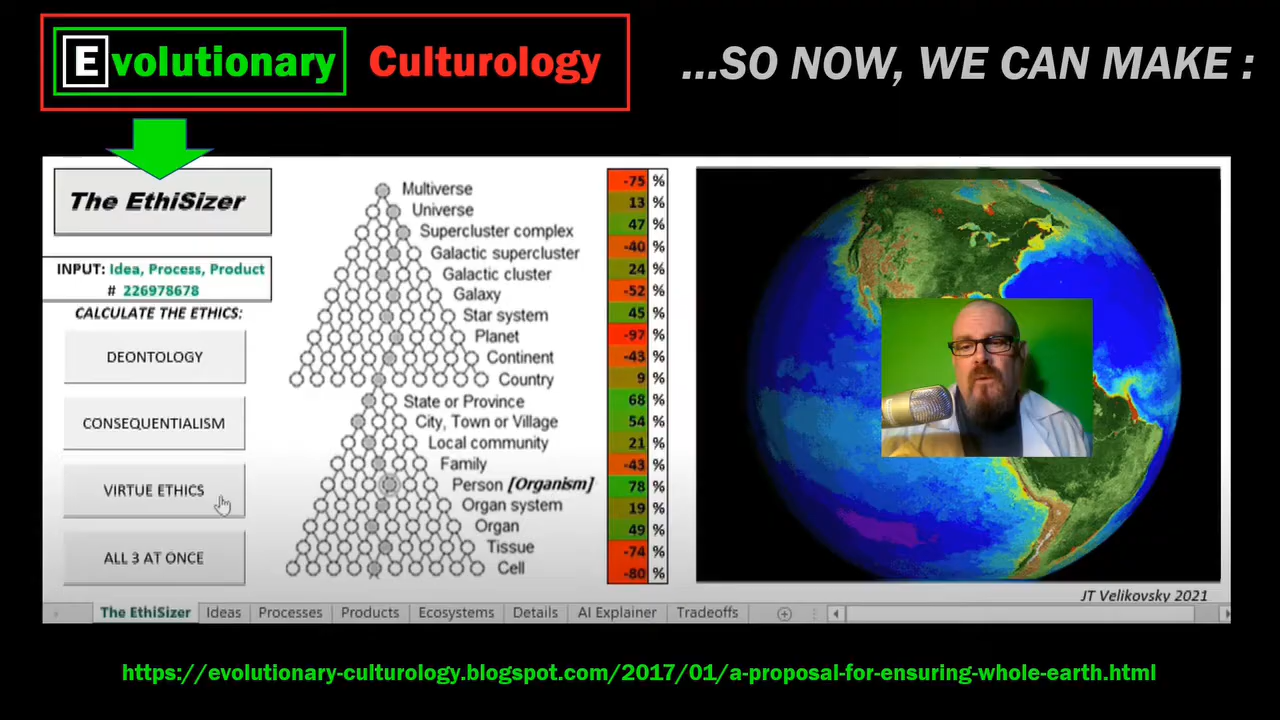 Evolutionary Culturology
...SO NOW, WE CAN MAKE :
The EthiSizer
INPUT: Idea, Process, Product
# 226978678
CALCULATE THE ETHICS:
DEONTOLOGY
CONSEQUENTIALISM
VIRTUE ETHICS
ALL 3 AT ONCE
Multiverse -75 %
Universe 13 %
Supercluster complex 47 %
Galactic supercluster -40 %
Galactic cluster 24 %
Galaxy -52 %
Star system 45 %
Planet -97 %
Continent -43 %
Country 9 %
State or Province 68 %
City, Town or Village 54 %
Local community 21 %
Family -43 %
Person [Organism] 78 %
Organ system 19 %
Organ 49 %
Tissue -74 %
Cell -80 %
JT Velikovsky 2021
The EthiSizer Ideas Processes Products Ecosystems Details AI Explainer Tradeoffs
https://evolutionary-culturology.blogspot.com/2017/01/a-proposal-for-ensuring-whole-earth.html